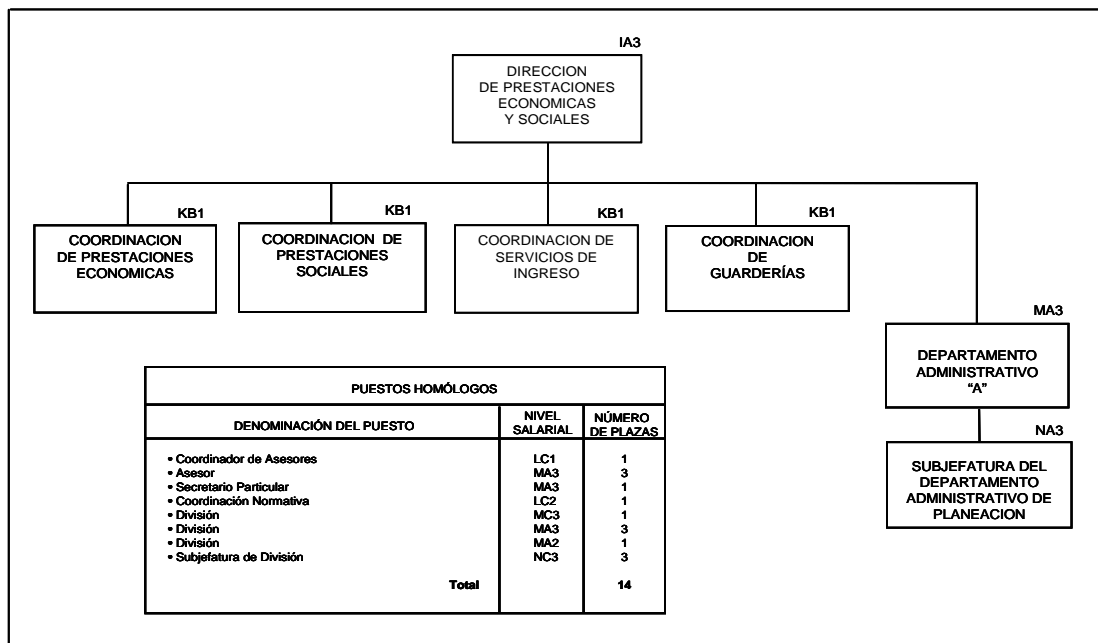 IA3
DIRECCION
DE PRESTACIONES
ECONOMICAS
Y SOCIALES
KB1
COORDINACION
DE PRESTACIONES
ECONOMICAS
KB1
COORDINACION DE
PRESTACIONES
SOCIALES
KB1
COORDINACION DE
SERVICIOS DE
INGRESO
KB1
COORDINACION
DE
GUARDERÍAS
MA3
DEPARTAMENTO
ADMINISTRATIVO
“A”
NA3
SUBJEFATURA DEL
DEPARTAMENTO
ADMINISTRATIVO DE
PLANEACION
PUESTOS HOMÓLOGOS
DENOMINACIÓN DEL PUESTO NIVEL SALARIAL NÚMERO DE PLAZAS
• Coordinador de Asesores LC1 1
• Asesor MA3 3
• Secretario Particular MA3 1
• Coordinación Normativa LC2 1
• División MC3 1
• División MA3 3
• División MA2 1
• Subjefatura de División NC3 3
Total 14